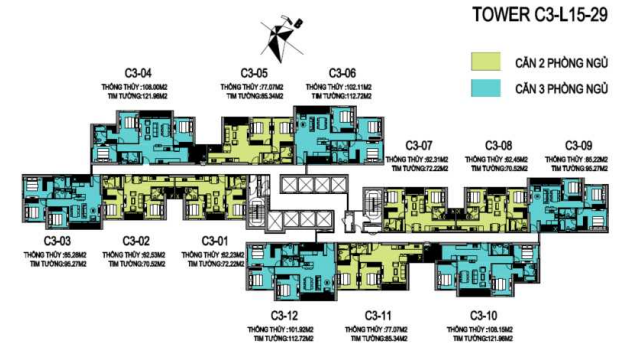 TOWER C3-L15-29
CĂN 2 PHÒNG NGỦ
CĂN 3 PHÒNG NGỦ
C3-04
THÔNG THỦY :108.00M2
TIM TƯỜNG:121.98M2
C3-05
THÔNG THỦY :77.07M2
TIM TƯỜNG:85.34M2
C3-06
THÔNG THỦY :102.11M2
TIM TƯỜNG:112.72M2
C3-07
THÔNG THỦY :62.31M2
TIM TƯỜNG:72.22M2
C3-08
THÔNG THỦY :62.45M2
TIM TƯỜNG:70.52M2
C3-09
THÔNG THỦY :85.22M2
TIM TƯỜNG:95.27M2
C3-03
THÔNG THỦY :85.28M2
TIM TƯỜNG:95.27M2
C3-02
THÔNG THỦY :62.53M2
TIM TƯỜNG:70.52M2
C3-01
THÔNG THỦY :62.23M2
TIM TƯỜNG:72.22M2
C3-12
THÔNG THỦY :101.92M2
TIM TƯỜNG:112.72M2
C3-11
THÔNG THỦY :77.07M2
TIM TƯỜNG:85.34M2
C3-10
THÔNG THỦY :108.15M2
TIM TƯỜNG:121.98M2